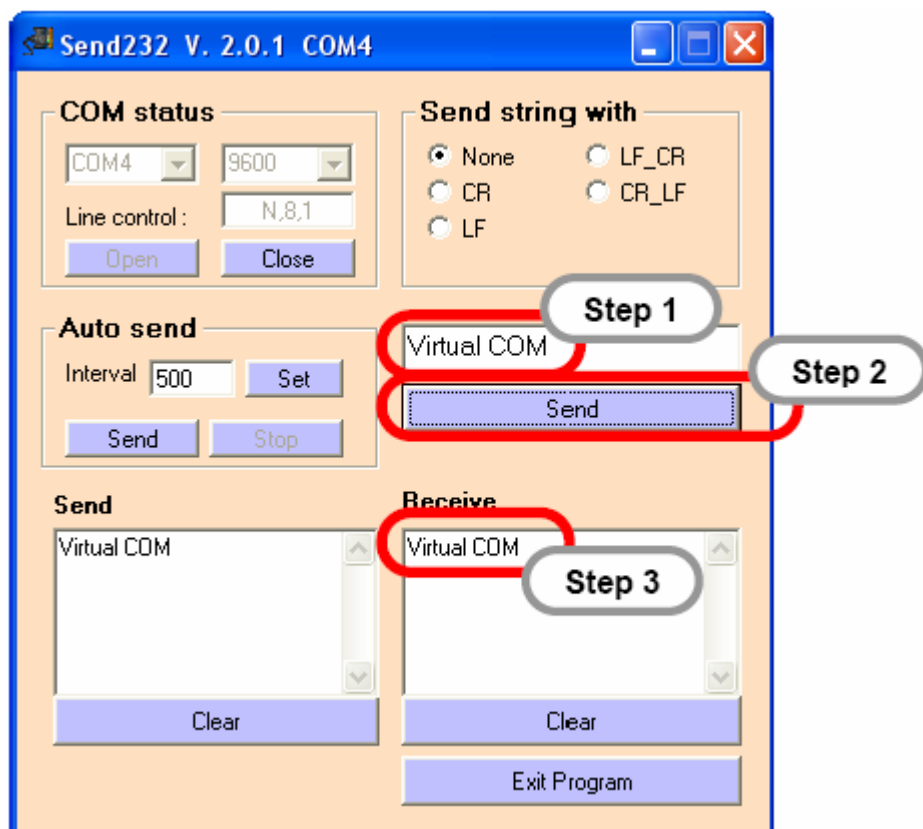 Send232 V. 2.0.1 COM4
COM status
COM4
9600
Line control :
N,8,1
Open
Close
Send string with
None
LF_CR
CR
CR_LF
LF
Auto send
Interval
500
Set
Send
Stop
Step 1
Virtual COM
Step 2
Send
Send
Virtual COM
Clear
Receive
Virtual COM
Step 3
Clear
Exit Program